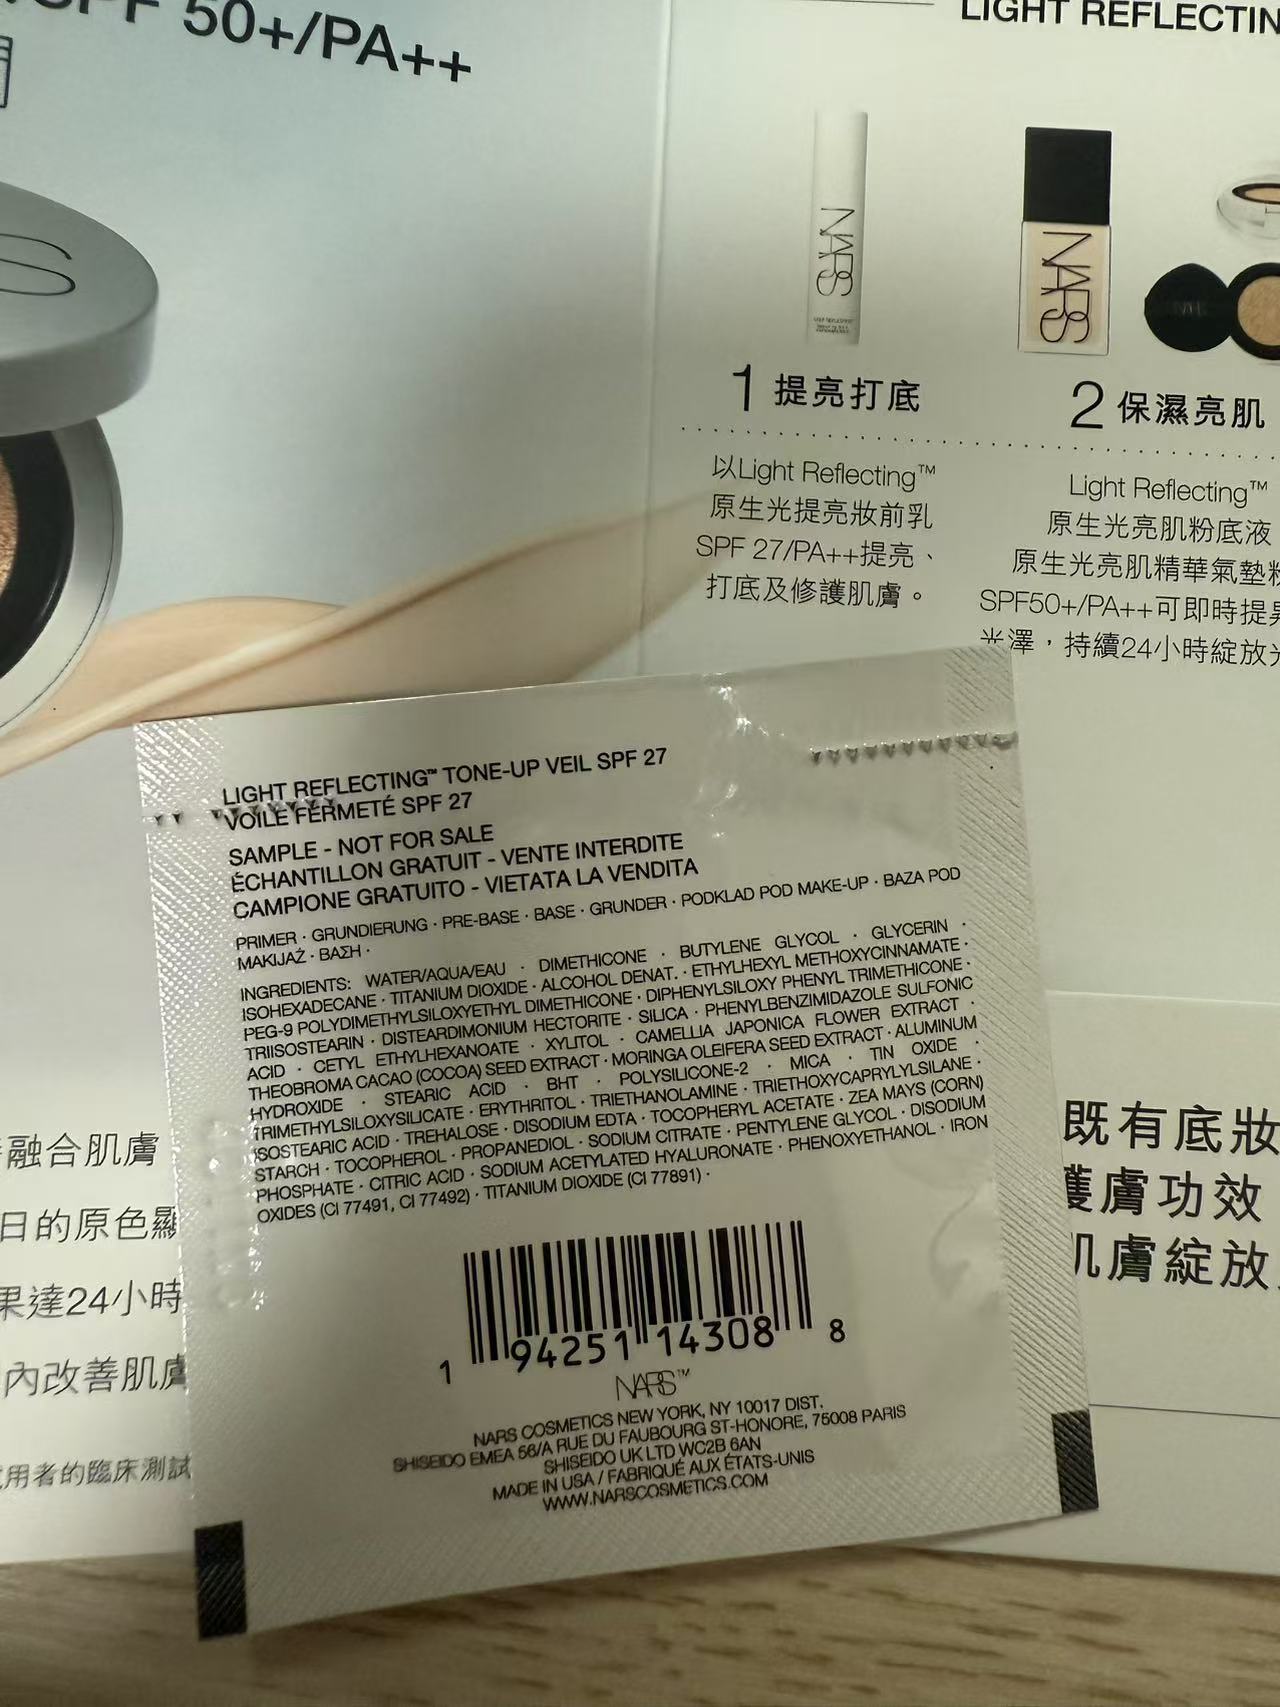 SPF 50+/PA++
LIGHT REFLECTIN
NARS
NARS
1 提亮打底
2 保濕亮肌
以Light Reflecting™
原生光提亮妝前乳
SPF 27/PA++提亮、
打底及修護肌膚。
Light Reflecting™
原生光亮肌粉底液
原生光亮肌精華氣墊粉
SPF50+/PA++可即時提昇
光澤，持續24小時綻放光
S
LIGHT REFLECTING™ TONE-UP VEIL SPF 27
VOILE FERMETÉ SPF 27
SAMPLE - NOT FOR SALE
ÉCHANTILLON GRATUIT - VENTE INTERDITE
CAMPIONE GRATUITO - VIETATA LA VENDITA
PRIMER · GRUNDIERUNG · PRE-BASE · BASE · GRUNDER · PODKLAD POD MAKE-UP · BAZA POD
MAKIJAŻ · ΒΑΣΗ ·
INGREDIENTS: WATER/AQUA/EAU · DIMETHICONE · BUTYLENE GLYCOL · GLYCERIN ·
ISOHEXADECANE · TITANIUM DIOXIDE · ALCOHOL DENAT. · ETHYLHEXYL METHOXYCINNAMATE ·
PEG-9 POLYDIMETHYLSILOXYETHYL DIMETHICONE · DIPHENYLSILOXY PHENYL TRIMETHICONE ·
TRIISOSTEARIN · DISTEARDIMONIUM HECTORITE · SILICA · PHENYLBENZIMIDAZOLE SULFONIC
ACID · CETYL ETHYLHEXANOATE · XYLITOL · CAMELLIA JAPONICA FLOWER EXTRACT ·
THEOBROMA CACAO (COCOA) SEED EXTRACT · MORINGA OLEIFERA SEED EXTRACT · ALUMINUM
HYDROXIDE · STEARIC ACID · BHT · POLYSILICONE-2 · MICA · TIN OXIDE ·
TRIMETHYLSILOXYSILICATE · ERYTHRITOL · TRIETHANOLAMINE · TRIETHOXYCAPRYLYLSILANE ·
ISOSTEARIC ACID · TREHALOSE · DISODIUM EDTA · TOCOPHERYL ACETATE · ZEA MAYS (CORN)
STARCH · TOCOPHEROL · PROPANEDIOL · SODIUM CITRATE · PENTYLENE GLYCOL · DISODIUM
PHOSPHATE · CITRIC ACID · SODIUM ACETYLATED HYALURONATE · PHENOXYETHANOL · IRON
OXIDES (CI 77491, CI 77492) · TITANIUM DIOXIDE (CI 77891) ·
1 94251 14308 8
NARS™
NARS COSMETICS NEW YORK, NY 10017 DIST.
SHISEIDO EMEA 56/A RUE DU FAUBOURG ST-HONORE, 75008 PARIS
SHISEIDO UK LTD WC2B 6AN
MADE IN USA / FABRIQUÉ AUX ÉTATS-UNIS
WWW.NARSCOSMETICS.COM
融合肌膚
日的原色顯
果達24小時
內改善肌膚
用者的臨床測試
既有底妝
護膚功效
肌膚綻放